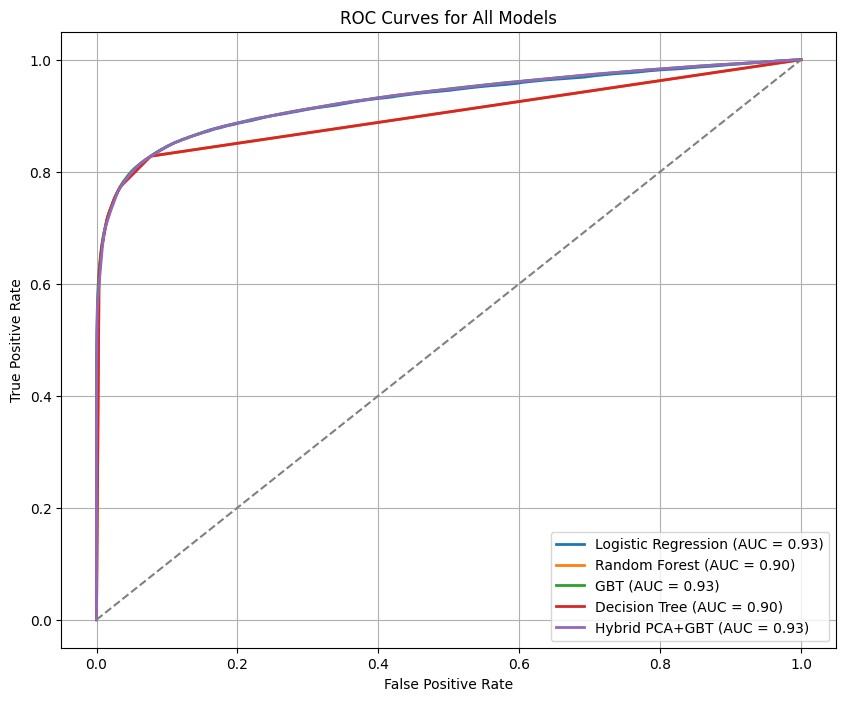 ROC Curves for All Models
True Positive Rate
1.0
0.8
0.6
0.4
0.2
0.0
0.0 0.2 0.4 0.6 0.8 1.0
False Positive Rate
Logistic Regression (AUC = 0.93)
Random Forest (AUC = 0.90)
GBT (AUC = 0.93)
Decision Tree (AUC = 0.90)
Hybrid PCA+GBT (AUC = 0.93)